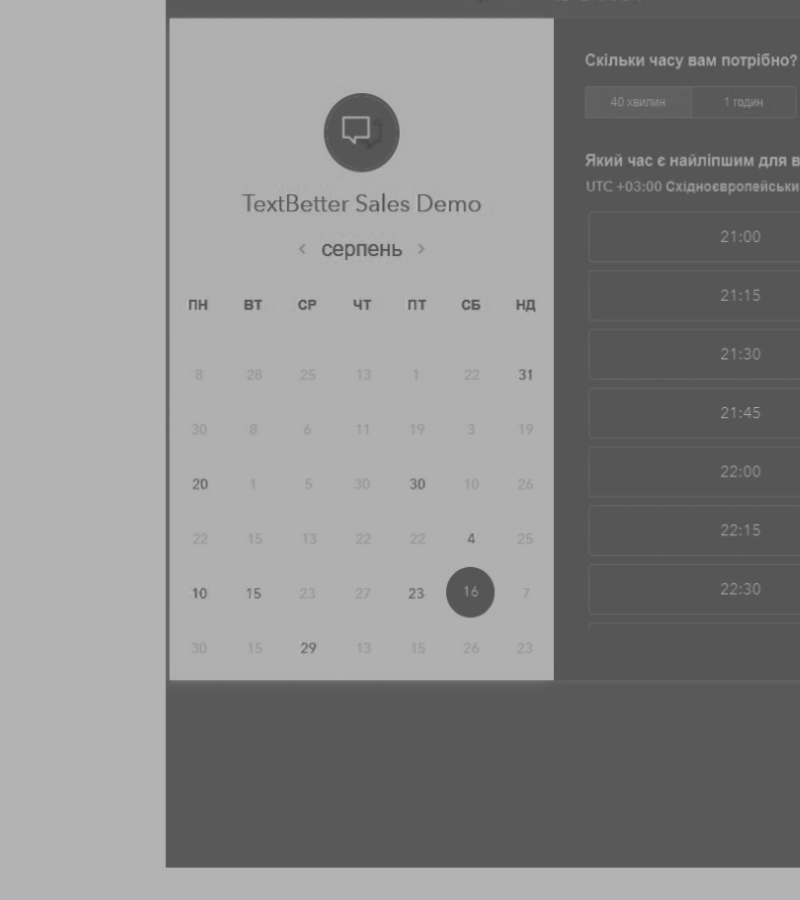 TextBetter Sales Demo
‹ серпень ›
ПН ВТ СР ЧТ ПТ СБ НД
8 28 25 13 1 22 31
30 8 6 11 19 3 19
20 1 5 30 30 10 26
22 15 13 22 22 4 25
10 15 23 27 23 16 7
30 15 29 13 15 26 23
Скільки часу вам потрібно?
40 хвилин 1 годин
Який час є найліпшим для в
UTC +03:00 Східноєвропейськи
21:00
21:15
21:30
21:45
22:00
22:15
22:30